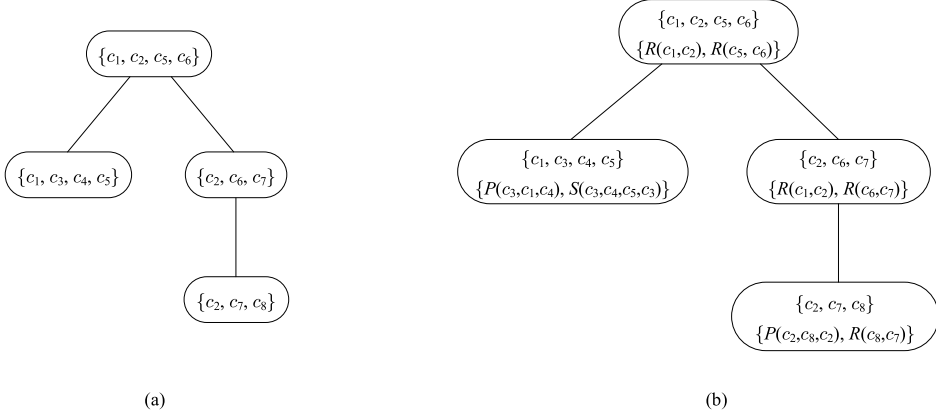 {c₁, c₂, c₅, c₆}
{c₁, c₃, c₄, c₅}
{c₂, c₆, c₇}
{c₂, c₇, c₈}
(a)
{c₁, c₂, c₅, c₆}
{R(c₁,c₂), R(c₅, c₆)}
{c₁, c₃, c₄, c₅}
{P(c₃,c₁,c₄), S(c₃,c₄,c₅,c₃)}
{c₂, c₆, c₇}
{R(c₁,c₂), R(c₆,c₇)}
{c₂, c₇, c₈}
{P(c₂,c₈,c₂), R(c₈,c₇)}
(b)